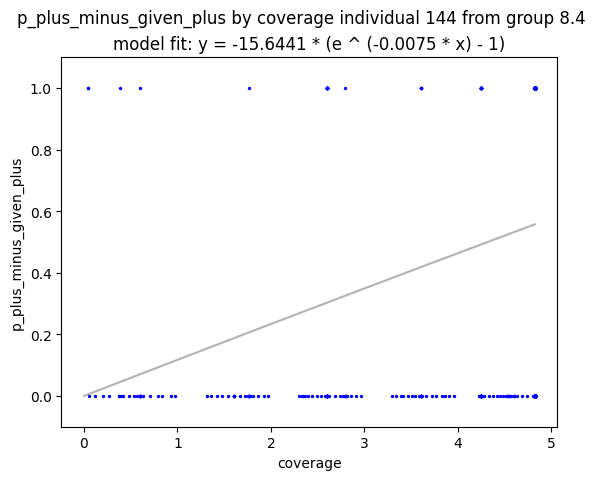 p_plus_minus_given_plus by coverage individual 144 from group 8.4
model fit: y = -15.6441 * (e ^ (-0.0075 * x) - 1)
p_plus_minus_given_plus
1.0
0.8
0.6
0.4
0.2
0.0
0 1 2 3 4 5
coverage